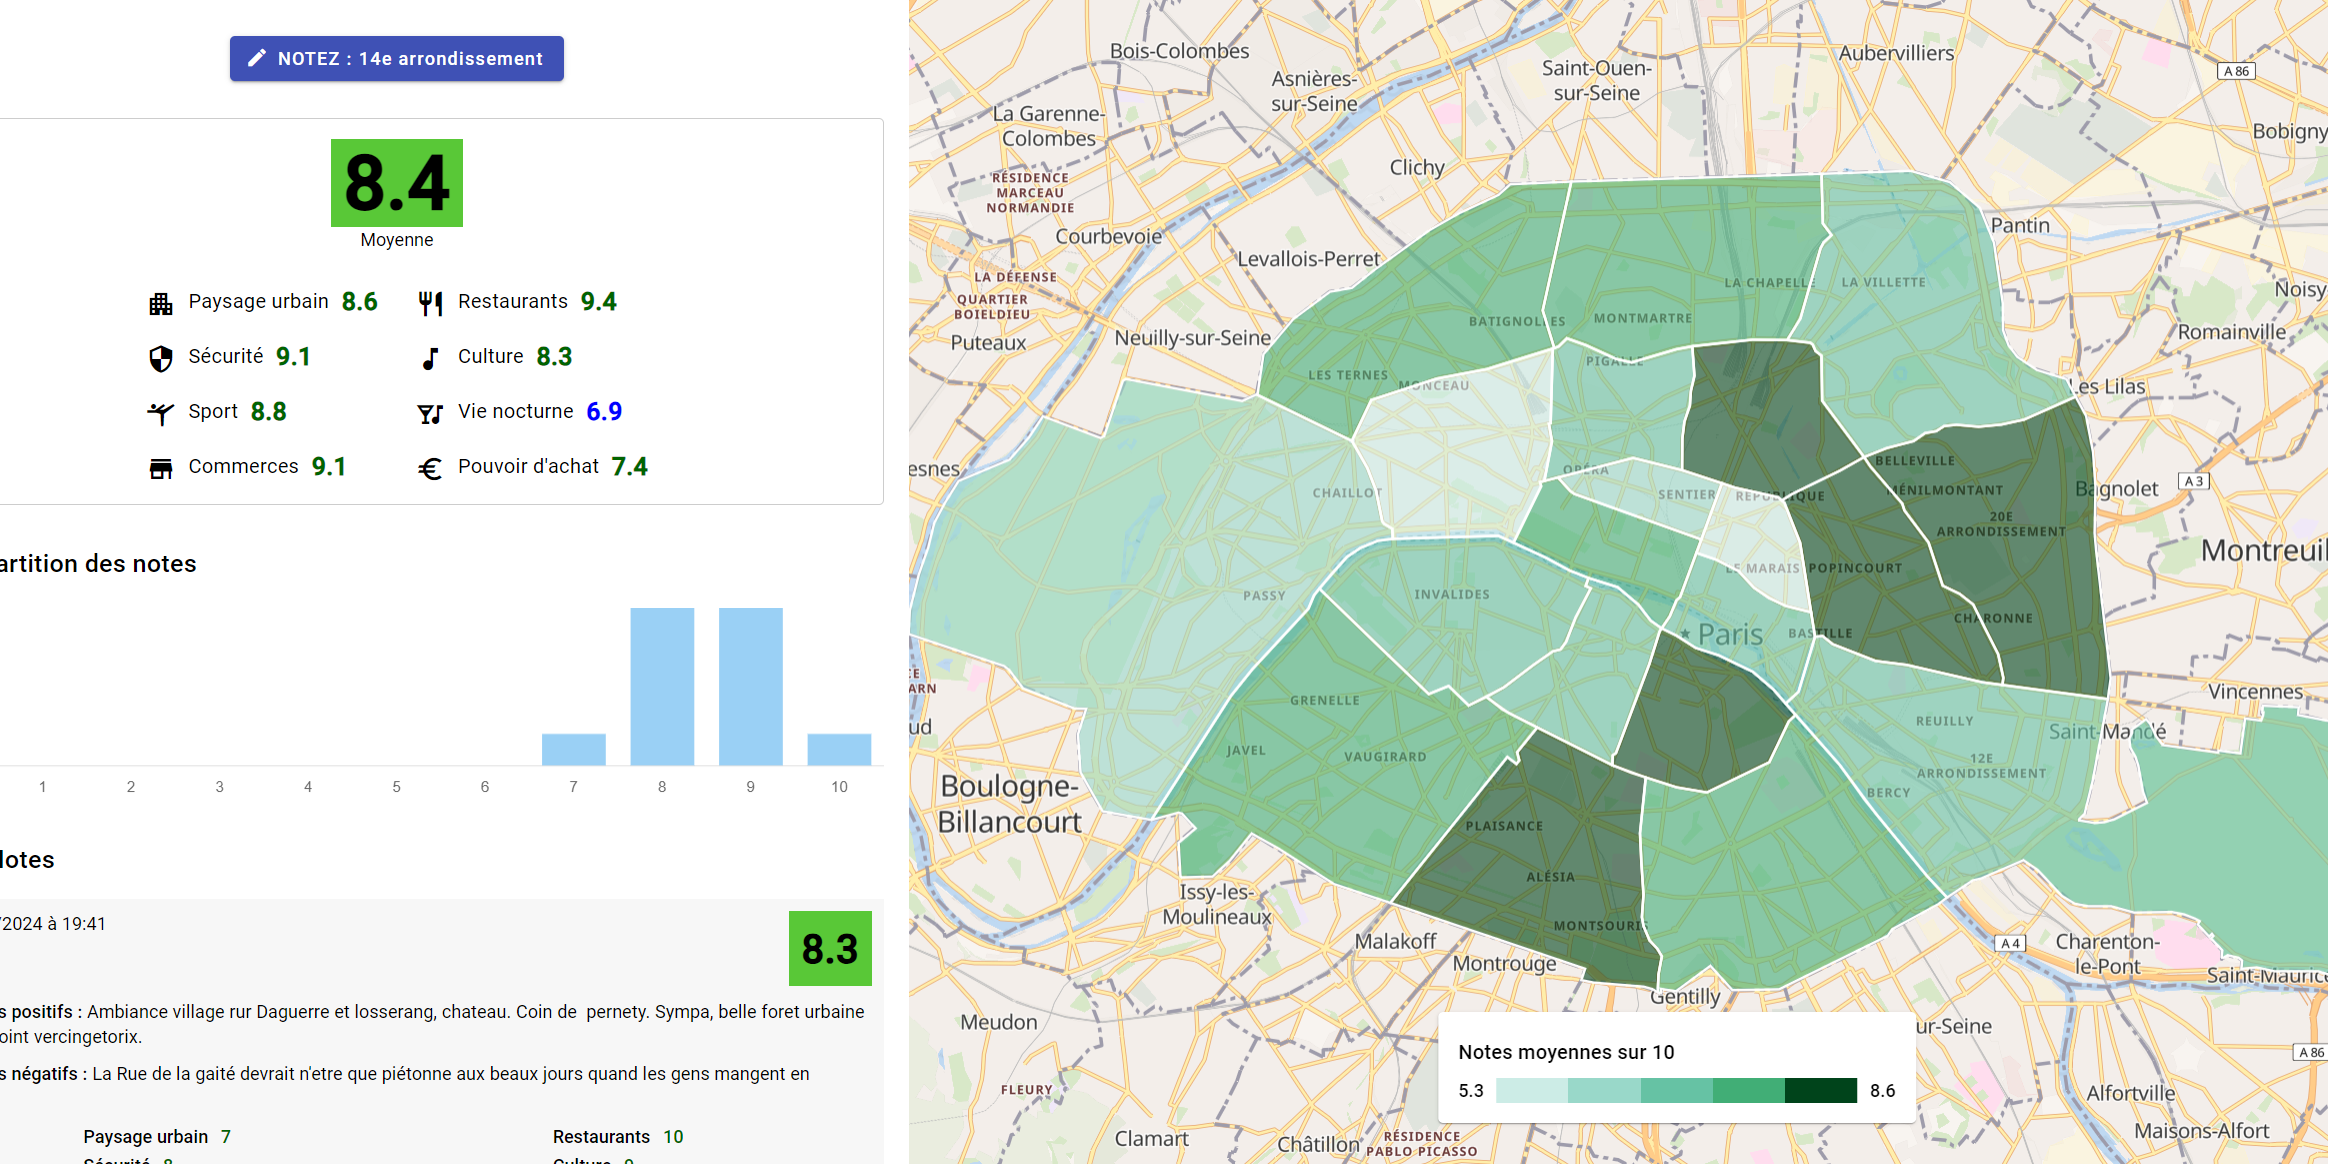 NOTEZ : 14e arrondissement
8.4
Moyenne
Paysage urbain 8.6
Restaurants 9.4
Sécurité 9.1
Culture 8.3
Sport 8.8
Vie nocturne 6.9
Commerces 9.1
Pouvoir d'achat 7.4
artition des notes
1 2 3 4 5 6 7 8 9 10
lotes
/2024 à 19:41
8.3
s positifs : Ambiance village rur Daguerre et losserang, chateau. Coin de pernety. Sympa, belle foret urbaine
oint vercingetorix.
s négatifs : La Rue de la gaité devrait n'etre que piétonne aux beaux jours quand les gens mangent en
Paysage urbain 7
Restaurants 10
Bois-Colombes
Asnières-
sur-Seine
Saint-Ouen-
sur-Seine
Aubervilliers
A 86
La Garenne-
Colombes
Bobigny
Clichy
RÉSIDENCE
MARCEAU
NORMANDIE
Courbevoie
Pantin
Levallois-Perret
LA DÉFENSE
QUARTIER
BOIELDIEU
LA CHAPELLE
LA VILLETTE
Noisy
Puteaux
Neuilly-sur-Seine
BATIGNOLLES
MONTMARTRE
Romainville
LES TERNES
MONCEAU
PIGALLE
Les Lilas
esnes
OPÉRA
BELLEVILLE
CHAILLOT
SENTIER
RÉPUBLIQUE
MÉNILMONTANT
Bagnolet
A 3
20E
ARRONDISSEMENT
Montreuil
LE MARAIS
POPINCOURT
PASSY
INVALIDES
CHARONNE
Paris
BASTILLE
ARN
GRENELLE
Vincennes
ud
JAVEL
VAUGIRARD
REUILLY
Saint-Mandé
12E
ARRONDISSEMENT
BERCY
Boulogne-
Billancourt
PLAISANCE
ALÉSIA
Issy-les-
Moulineaux
MONTSOURIS
Malakoff
Montrouge
A 4
Charenton-
le-Pont
Saint-Mauric
Gentilly
Meudon
ur-Seine
Notes moyennes sur 10
5.3 8.6
A 86
FLEURY
Alfortville
Clamart
Châtillon
RÉSIDENCE
PABLO PICASSO
Maisons-Alfort